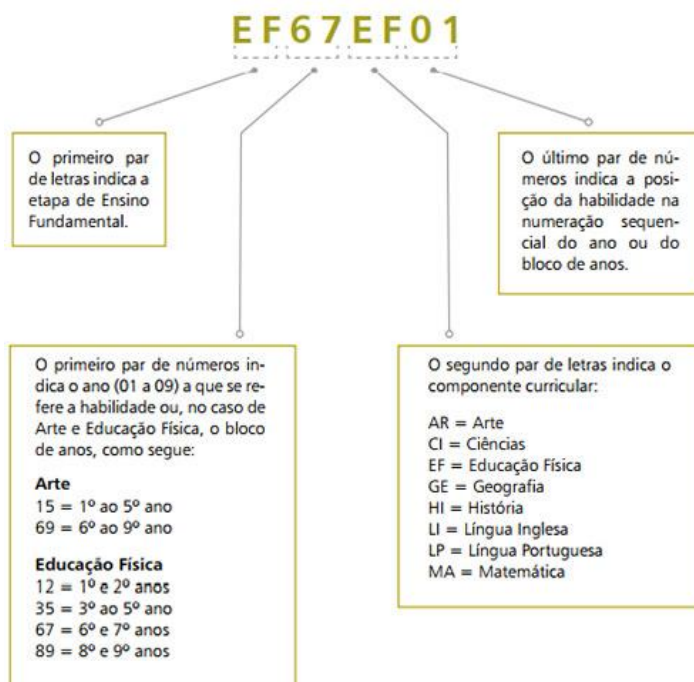 EF67EF01
O primeiro par
de letras indica a
etapa de Ensino
Fundamental.
O último par de nú-
meros indica a posi-
ção da habilidade na
numeração sequen-
cial do ano ou do
bloco de anos.
O primeiro par de números in-
dica o ano (01 a 09) a que se re-
fere a habilidade ou, no caso de
Arte e Educação Física, o bloco
de anos, como segue:
Arte
15 = 1º ao 5º ano
69 = 6º ao 9º ano
Educação Física
12 = 1º e 2º anos
35 = 3º ao 5º ano
67 = 6º e 7º anos
89 = 8º e 9º anos
O segundo par de letras indica o
componente curricular:
AR = Arte
CI = Ciências
EF = Educação Física
GE = Geografia
HI = História
LI = Língua Inglesa
LP = Língua Portuguesa
MA = Matemática